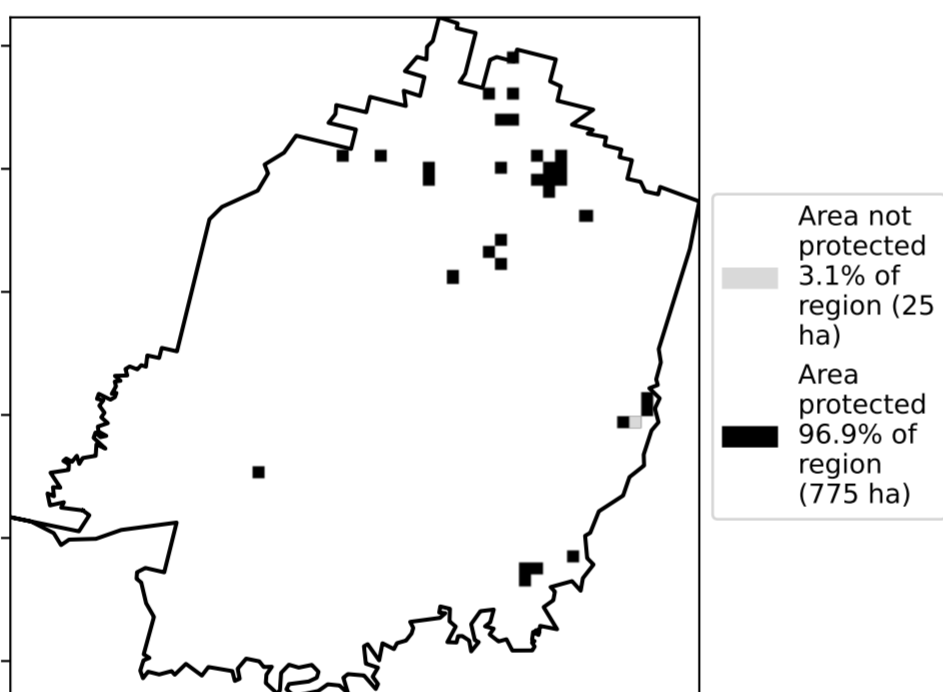 Area not
protected
3.1% of
region (25
ha)
Area
protected
96.9% of
region
(775 ha)